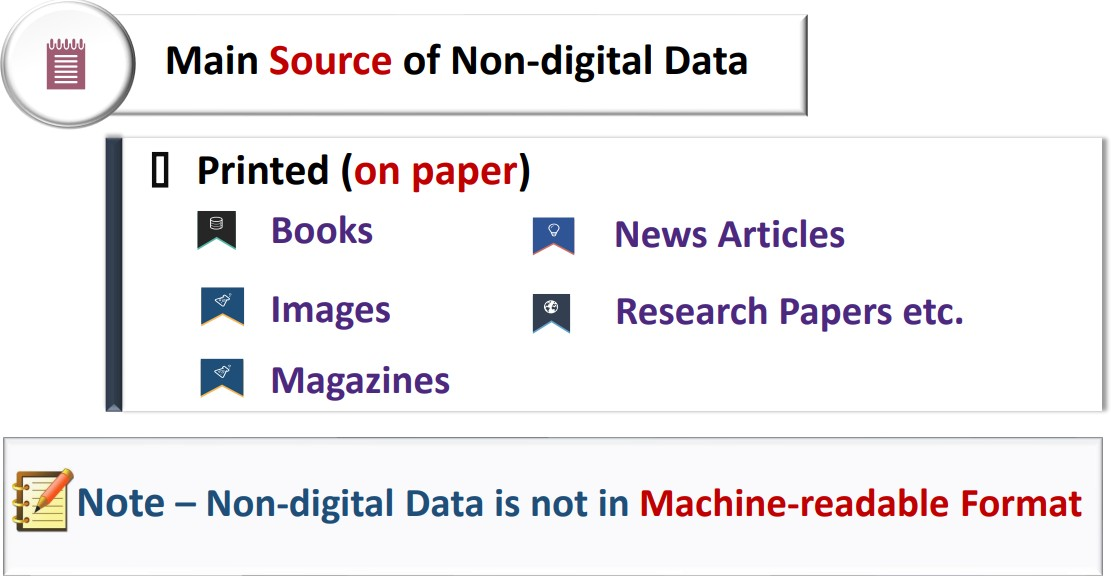 Main Source of Non-digital Data
Printed (on paper)
Books
News Articles
Images
Research Papers etc.
Magazines
Note – Non-digital Data is not in Machine-readable Format